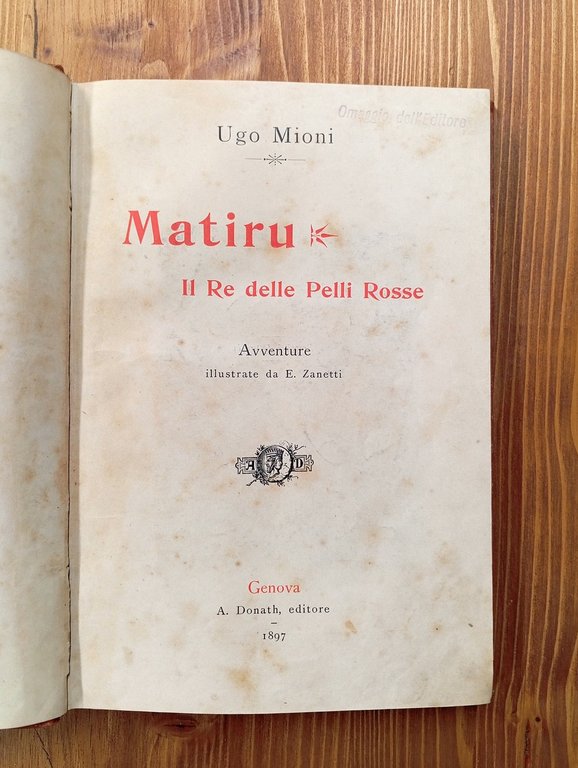 Omaggio dell'Editore
Ugo Mioni
Matiru
Il Re delle Pelli Rosse
Avventure
illustrate da E. Zanetti
A D
Genova
A. Donath, editore
1897